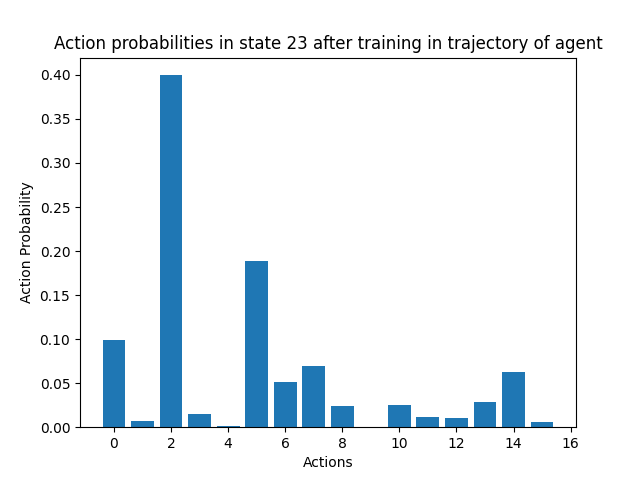 Action probabilities in state 23 after training in trajectory of agent
0.40
0.35
0.30
0.25
0.20
0.15
0.10
0.05
0.00
Action Probability
0 2 4 6 8 10 12 14 16
Actions